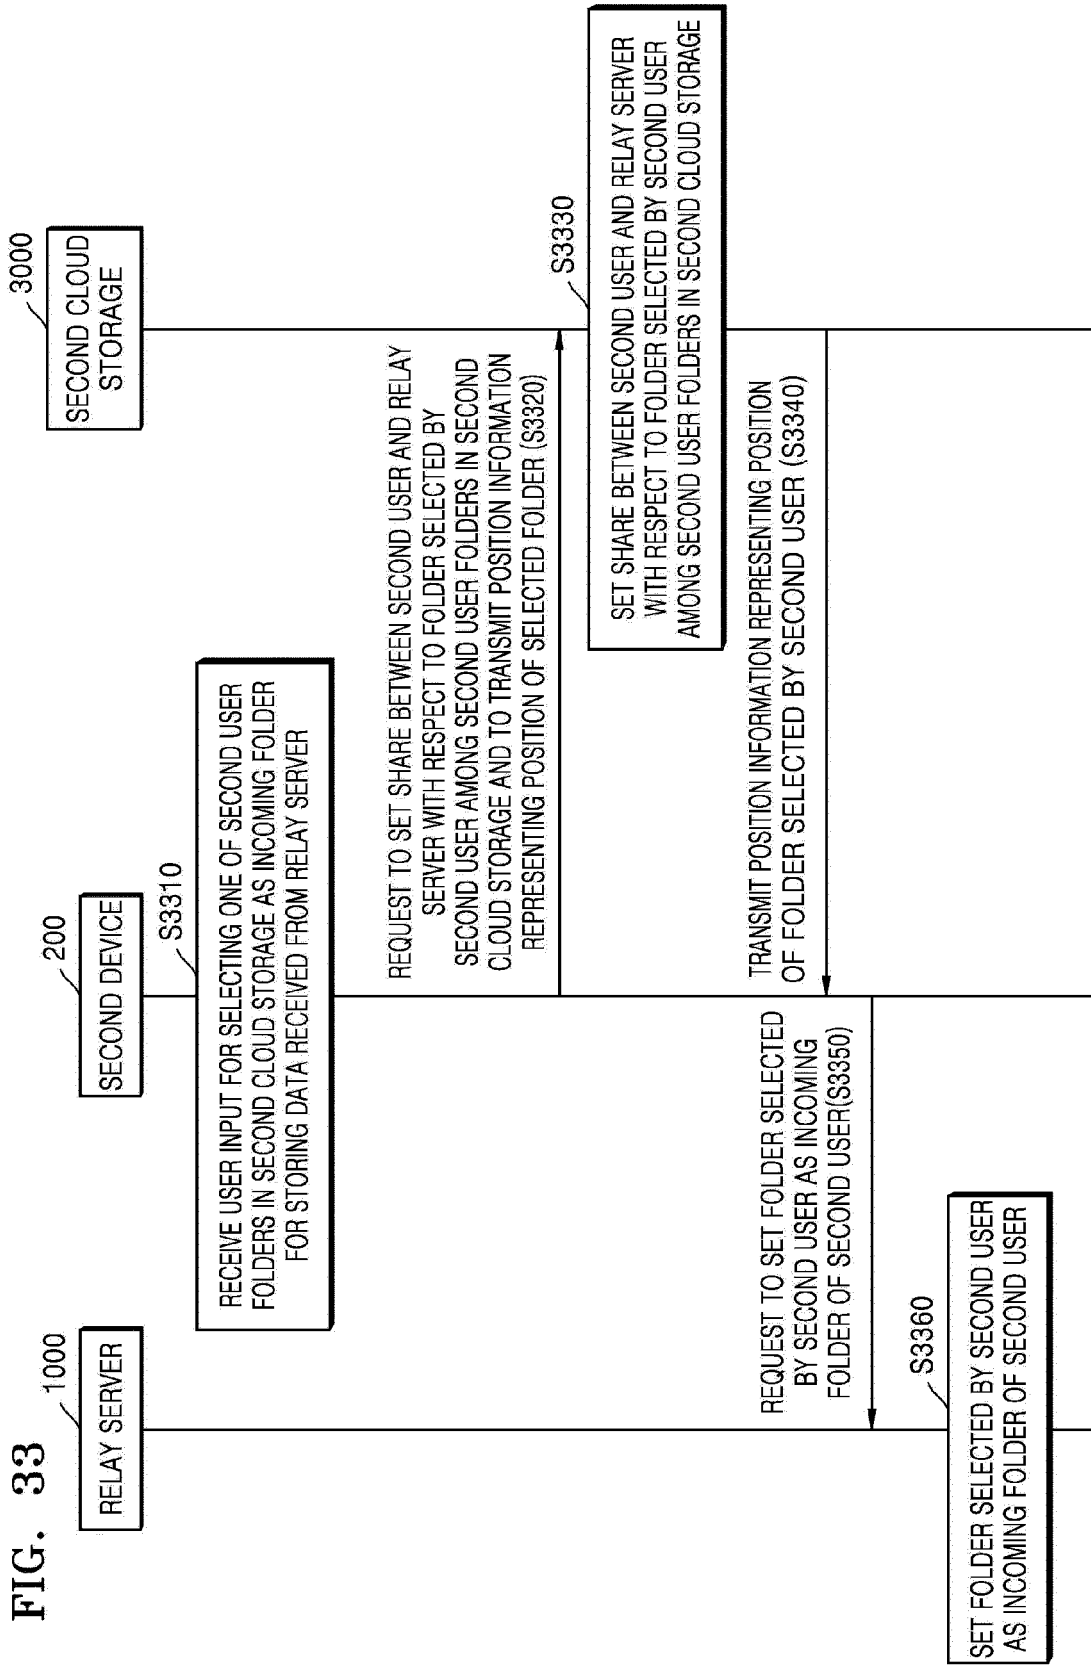 FIG. 33
1000
RELAY SERVER
200
SECOND DEVICE
3000
SECOND CLOUD
STORAGE
S3310
RECEIVE USER INPUT FOR SELECTING ONE OF SECOND USER
FOLDERS IN SECOND CLOUD STORAGE AS INCOMING FOLDER
FOR STORING DATA RECEIVED FROM RELAY SERVER
REQUEST TO SET SHARE BETWEEN SECOND USER AND RELAY
SERVER WITH RESPECT TO FOLDER SELECTED BY
SECOND USER AMONG SECOND USER FOLDERS IN SECOND
CLOUD STORAGE AND TO TRANSMIT POSITION INFORMATION
REPRESENTING POSITION OF SELECTED FOLDER (S3320)
S3330
SET SHARE BETWEEN SECOND USER AND RELAY SERVER
WITH RESPECT TO FOLDER SELECTED BY SECOND USER
AMONG SECOND USER FOLDERS IN SECOND CLOUD STORAGE
TRANSMIT POSITION INFORMATION REPRESENTING POSITION
OF FOLDER SELECTED BY SECOND USER (S3340)
REQUEST TO SET FOLDER SELECTED
BY SECOND USER AS INCOMING
FOLDER OF SECOND USER(S3350)
S3360
SET FOLDER SELECTED BY SECOND USER
AS INCOMING FOLDER OF SECOND USER